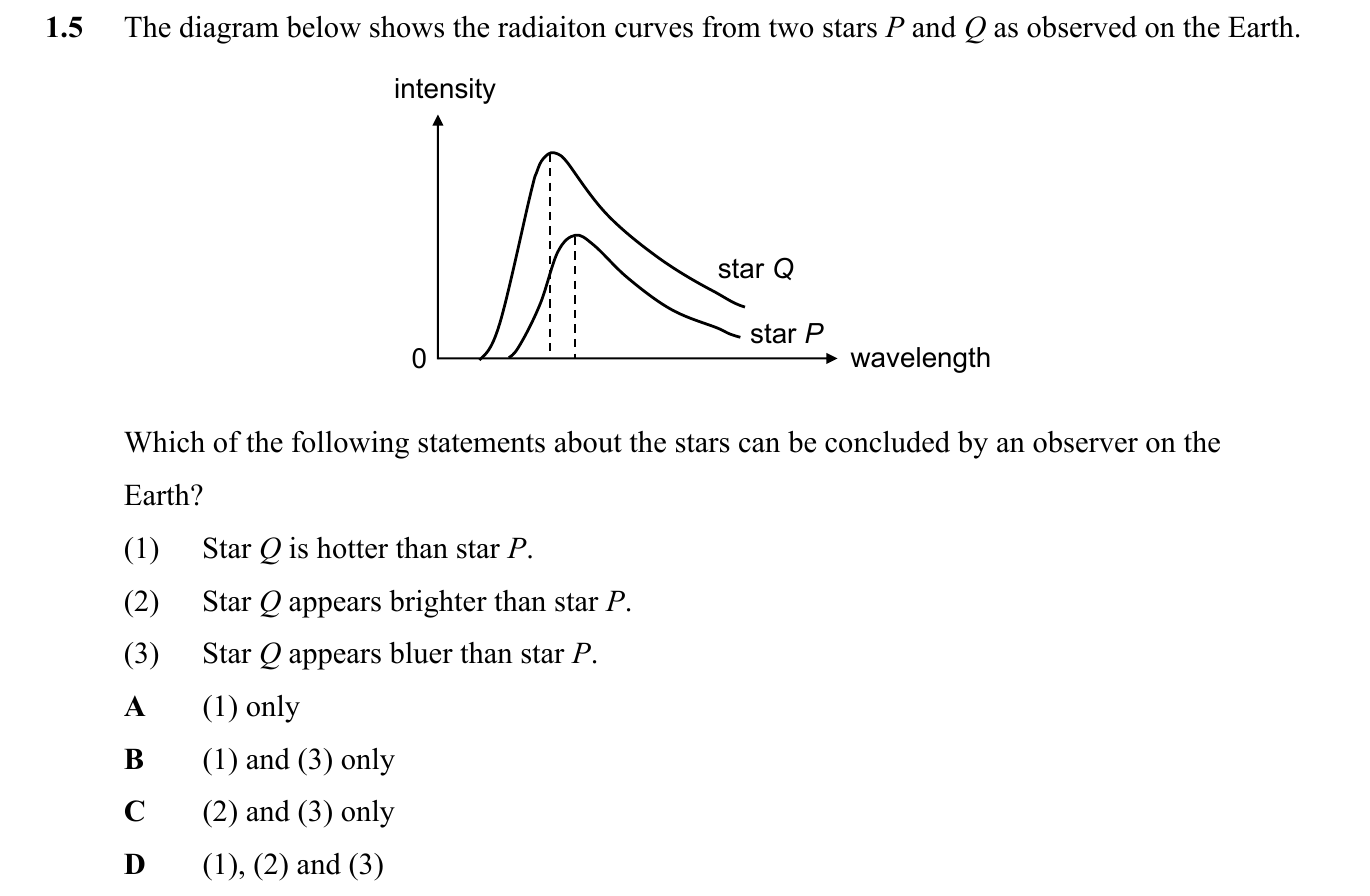 1.5 The diagram below shows the radiaiton curves from two stars P and Q as observed on the Earth.
intensity
star Q
star P
0
wavelength
Which of the following statements about the stars can be concluded by an observer on the
Earth?
(1) Star Q is hotter than star P.
(2) Star Q appears brighter than star P.
(3) Star Q appears bluer than star P.
A (1) only
B (1) and (3) only
C (2) and (3) only
D (1), (2) and (3)